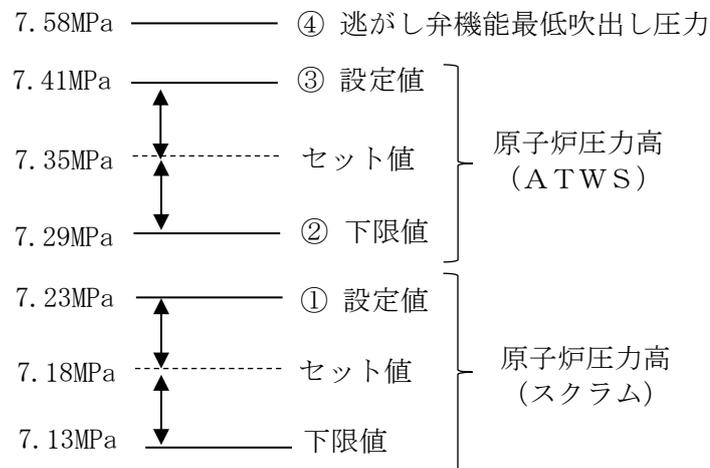 7.58MPa ④ 逃がし弁機能最低吹出し圧力
7.41MPa ③ 設定値
7.35MPa セット値
7.29MPa ② 下限値
原子炉圧力高
（ＡＴＷＳ）
7.23MPa ① 設定値
7.18MPa セット値
7.13MPa 下限値
原子炉圧力高
（スクラム）